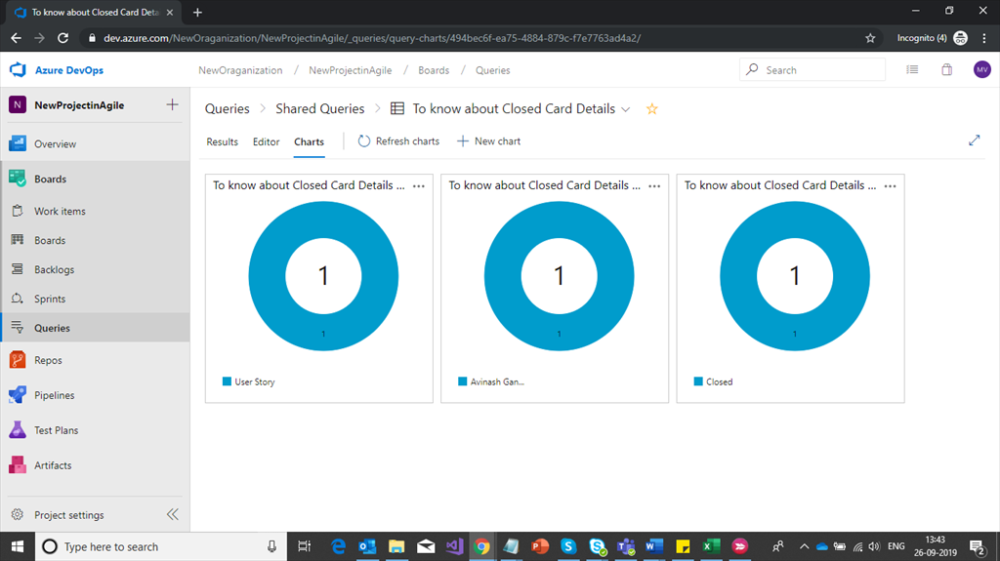 To know about Closed Card Deta
dev.azure.com/NewOraganization/NewProjectinAgile/_queries/query-charts/494bec6f-ea75-4884-879c-f7e7763ad4a2/
Incognito (4)
Azure DevOps
NewOraganization / NewProjectinAgile / Boards / Queries
Search
MV
N NewProjectinAgile
Overview
Boards
Work items
Boards
Backlogs
Sprints
Queries
Repos
Pipelines
Test Plans
Artifacts
Project settings
Queries > Shared Queries > To know about Closed Card Details
Results Editor Charts Refresh charts New chart
To know about Closed Card Details ...
1
1
User Story
To know about Closed Card Details ...
1
1
Avinash Gan...
To know about Closed Card Details ...
1
1
Closed
Type here to search
ENG
13:43
26-09-2019
2